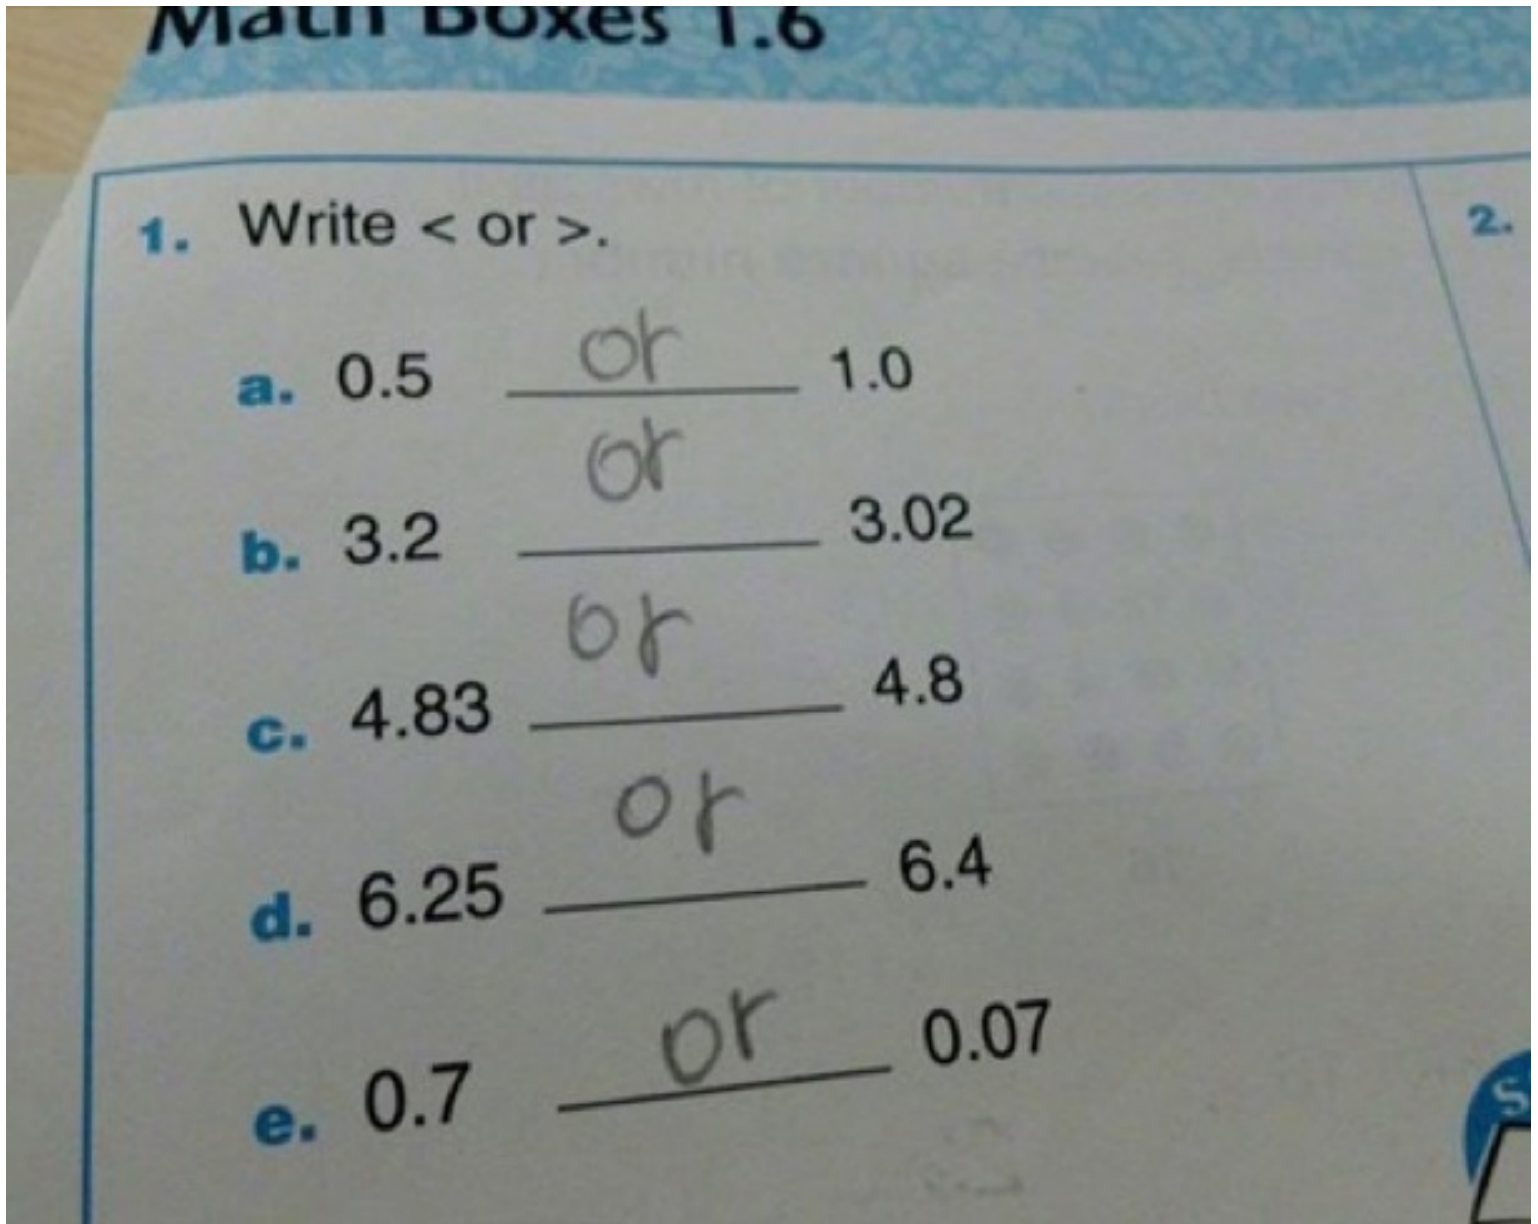 Math Boxes 1.6
1. Write < or >.
2.
a. 0.5 or 1.0
b. 3.2 or 3.02
c. 4.83 or 4.8
d. 6.25 or 6.4
e. 0.7 or 0.07